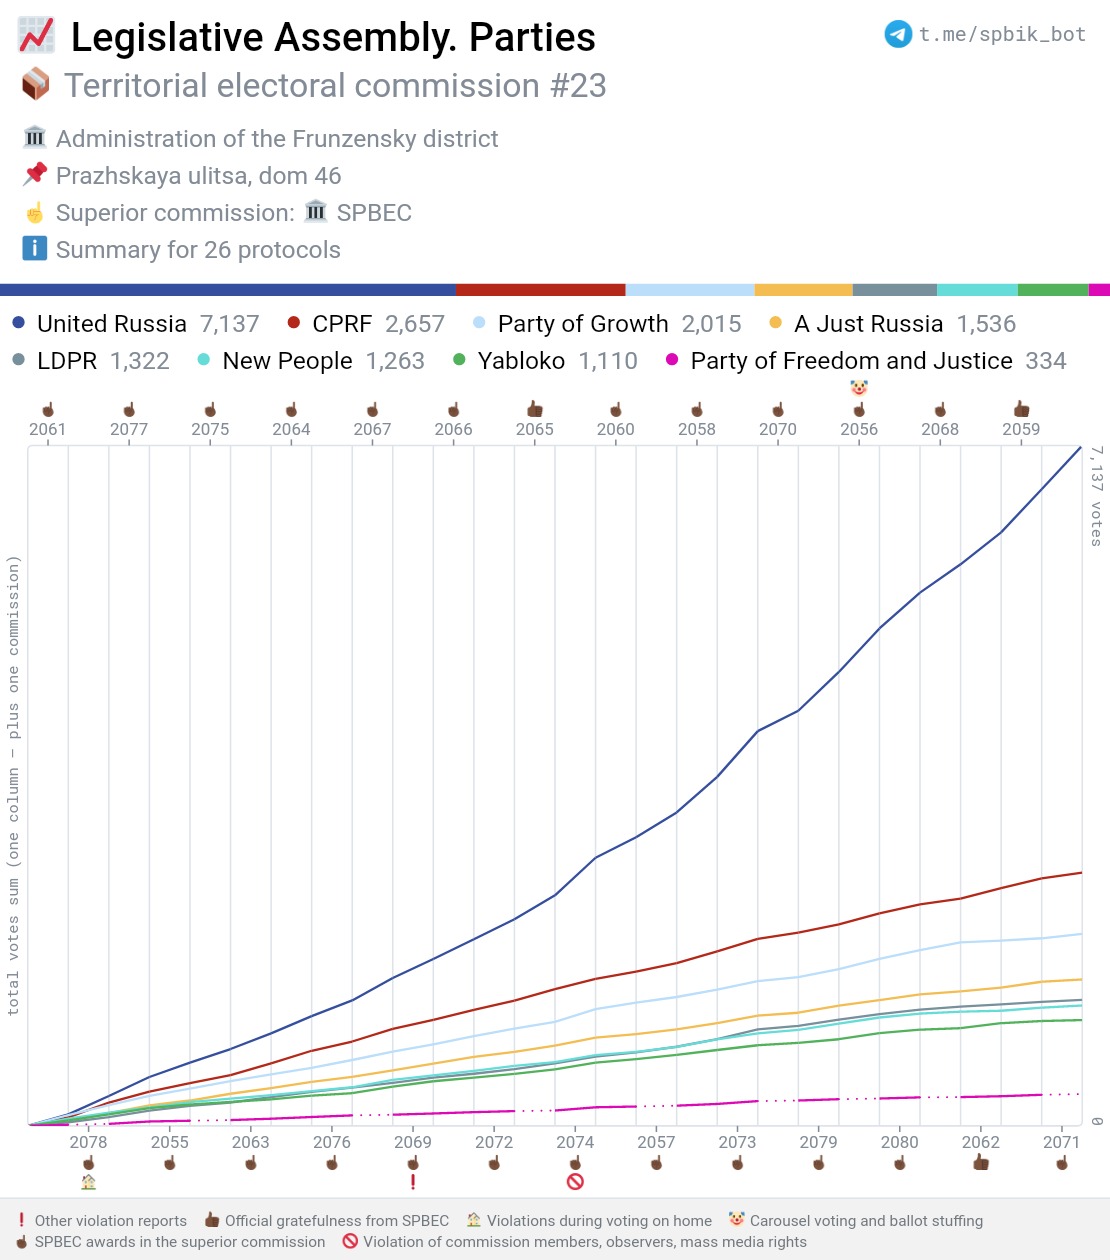 Legislative Assembly. Parties
t.me/spbik_bot
Territorial electoral commission #23
Administration of the Frunzensky district
Prazhskaya ulitsa, dom 46
Superior commission: SPBEC
Summary for 26 protocols
United Russia 7,137 CPRF 2,657 Party of Growth 2,015 A Just Russia 1,536
LDPR 1,322 New People 1,263 Yabloko 1,110 Party of Freedom and Justice 334
2061 2077 2075 2064 2067 2066 2065 2060 2058 2070 2056 2068 2059
7,137 votes
total votes sum (one column – plus one commission)
0
2078 2055 2063 2076 2069 2072 2074 2057 2073 2079 2080 2062 2071
Other violation reports Official gratefulness from SPBEC Violations during voting on home Carousel voting and ballot stuffing
SPBEC awards in the superior commission Violation of commission members, observers, mass media rights